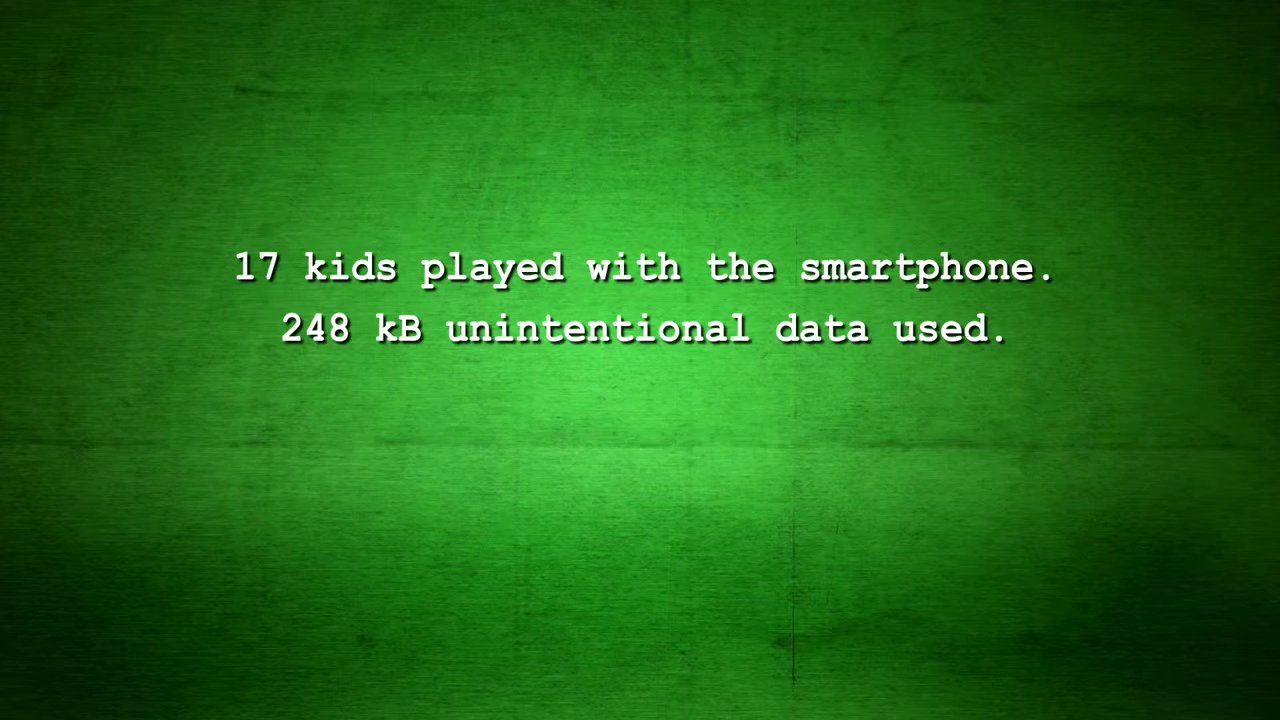 17 kids played with the smartphone.
248 kB unintentional data used.